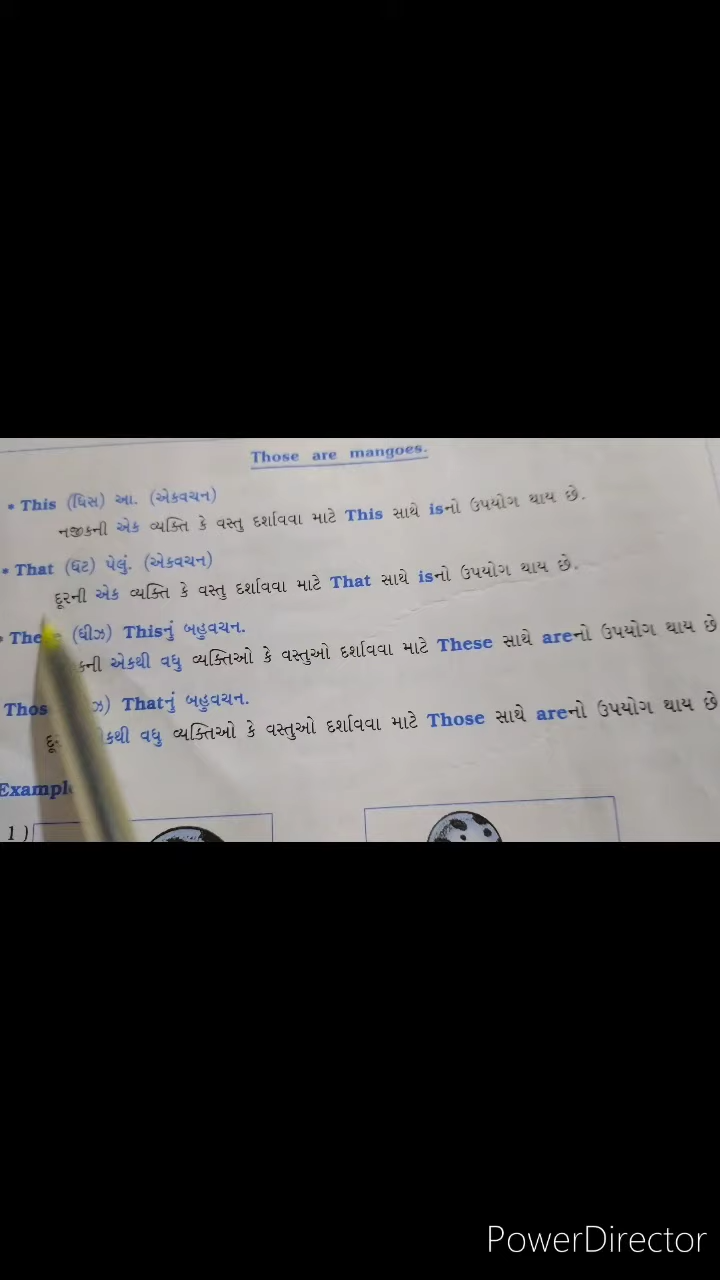 Those are mangoes.
• This (ધિસ) આ. (એકવચન)
નજીકની એક વ્યક્તિ કે વસ્તુ દર્શાવવા માટે This સાથે isનો ઉપયોગ થાય છે.
• That (ધૅટ) પેલું. (એકવચન)
દૂરની એક વ્યક્તિ કે વસ્તુ દર્શાવવા માટે That સાથે isનો ઉપયોગ થાય છે.
• The (ધીઝ) Thisનું બહુવચન.
કની એકથી વધુ વ્યક્તિઓ કે વસ્તુઓ દર્શાવવા માટે These સાથે areનો ઉપયોગ થાય છે
Thos ઝ) Thatનું બહુવચન.
દૂ કથી વધુ વ્યક્તિઓ કે વસ્તુઓ દર્શાવવા માટે Those સાથે areનો ઉપયોગ થાય છે
Exampl
1)
PowerDirector